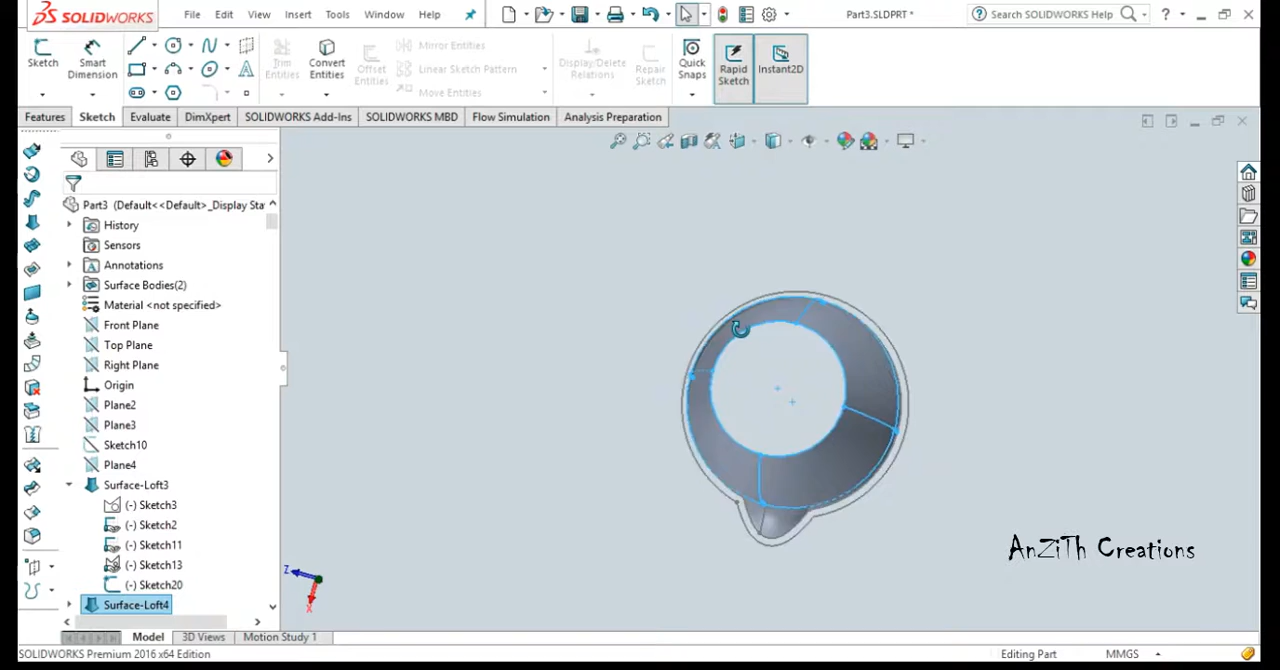 SOLIDWORKS File Edit View Insert Tools Window Help Part3.SLDPRT * Search SOLIDWORKS Help ?
Sketch Smart Dimension Trim Entities Convert Entities Offset Entities Mirror Entities Linear Sketch Pattern Move Entities Display/Delete Relations Repair Sketch Quick Snaps Rapid Sketch Instant2D
Features Sketch Evaluate DimXpert SOLIDWORKS Add-Ins SOLIDWORKS MBD Flow Simulation Analysis Preparation
Part3 (Default<<Default>_Display Sta
History
Sensors
Annotations
Surface Bodies(2)
Material <not specified>
Front Plane
Top Plane
Right Plane
Origin
Plane2
Plane3
Sketch10
Plane4
Surface-Loft3
(-) Sketch3
(-) Sketch2
(-) Sketch11
(-) Sketch13
(-) Sketch20
Surface-Loft4
AnZiTh Creations
Z
X
Model 3D Views Motion Study 1
SOLIDWORKS Premium 2016 x64 Edition Editing Part MMGS